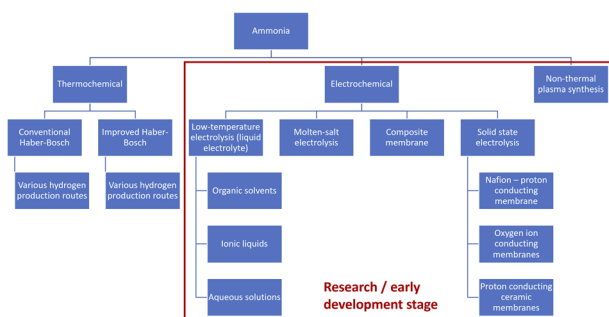 Ammonia
Thermochemical
Electrochemical
Non-thermal
plasma synthesis
Conventional
Haber-Bosch
Improved Haber-
Bosch
Low-temperature
electrolysis (liquid
electrolyte)
Molten-salt
electrolysis
Composite
membrane
Solid state
electrolysis
Various hydrogen
production routes
Various hydrogen
production routes
Organic solvents
Nafion – proton
conducting
membrane
Ionic liquids
Oxygen ion
conducting
membranes
Aqueous solutions
Proton conducting
ceramic
membranes
Research / early
development stage